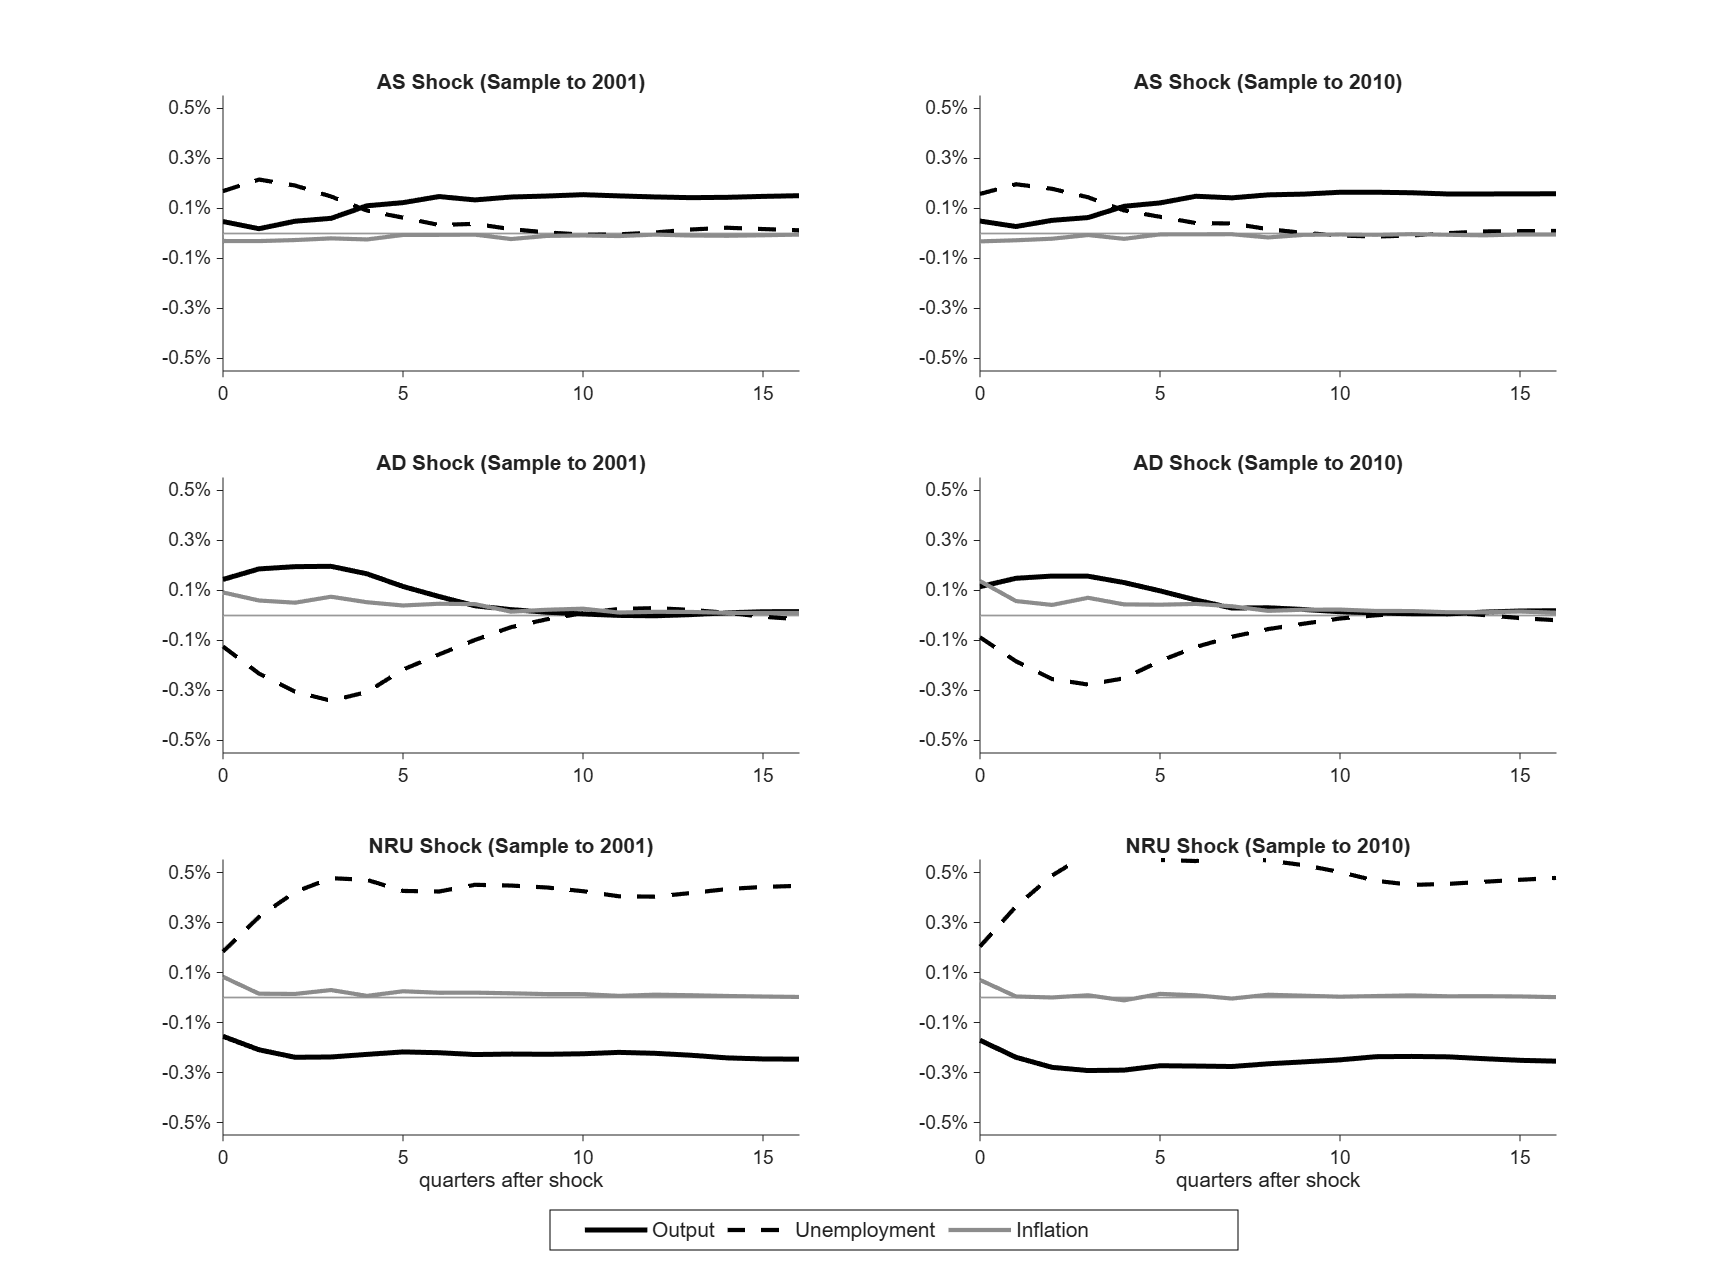 AS Shock (Sample to 2001)
0.5%
0.3%
0.1%
-0.1%
-0.3%
-0.5%
0 5 10 15
AS Shock (Sample to 2010)
0.5%
0.3%
0.1%
-0.1%
-0.3%
-0.5%
0 5 10 15
AD Shock (Sample to 2001)
0.5%
0.3%
0.1%
-0.1%
-0.3%
-0.5%
0 5 10 15
AD Shock (Sample to 2010)
0.5%
0.3%
0.1%
-0.1%
-0.3%
-0.5%
0 5 10 15
NRU Shock (Sample to 2001)
0.5%
0.3%
0.1%
-0.1%
-0.3%
-0.5%
0 5 10 15
quarters after shock
NRU Shock (Sample to 2010)
0.5%
0.3%
0.1%
-0.1%
-0.3%
-0.5%
0 5 10 15
quarters after shock
Output Unemployment Inflation